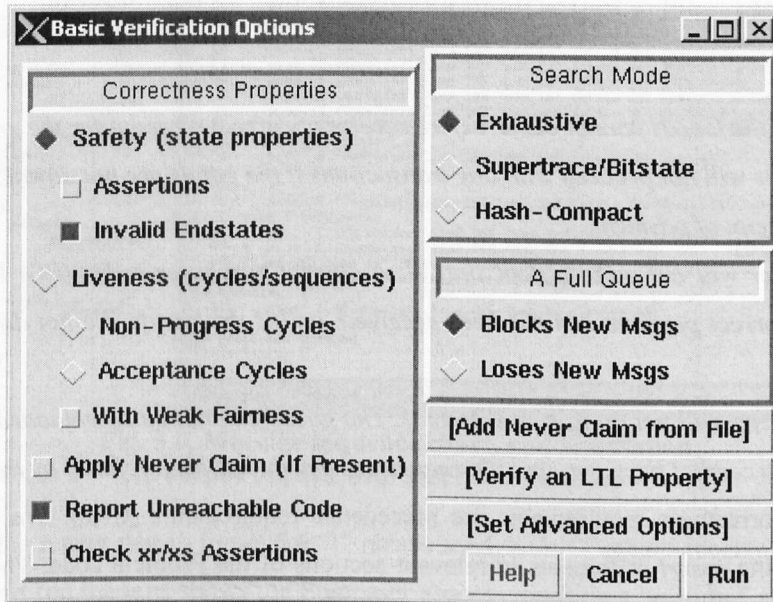 Basic Verification Options
Correctness Properties
Safety (state properties)
Assertions
Invalid Endstates
Liveness (cycles/sequences)
Non-Progress Cycles
Acceptance Cycles
With Weak Fairness
Apply Never Claim (If Present)
Report Unreachable Code
Check xr/xs Assertions
Search Mode
Exhaustive
Supertrace/Bitstate
Hash-Compact
A Full Queue
Blocks New Msgs
Loses New Msgs
[Add Never Claim from File]
[Verify an LTL Property]
[Set Advanced Options]
Help Cancel Run